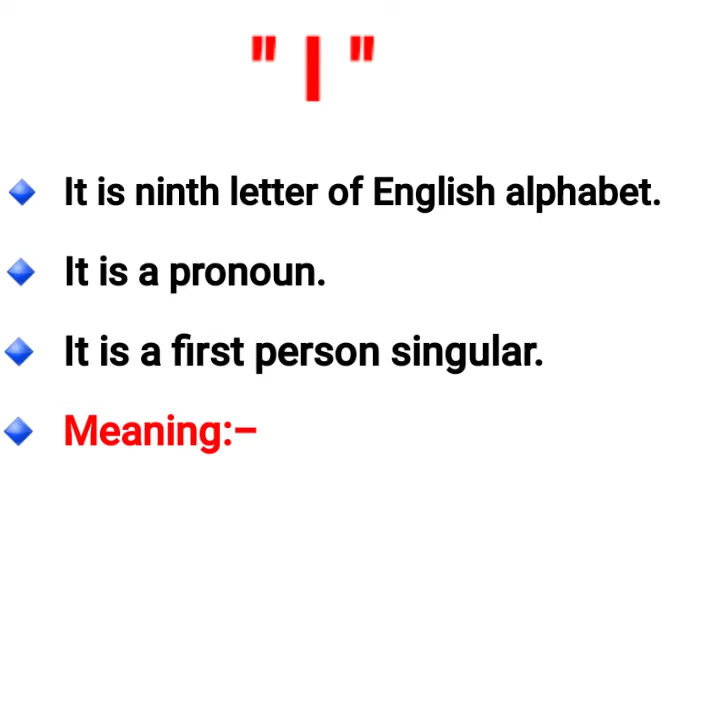 " I "
It is ninth letter of English alphabet.
It is a pronoun.
It is a first person singular.
Meaning:–